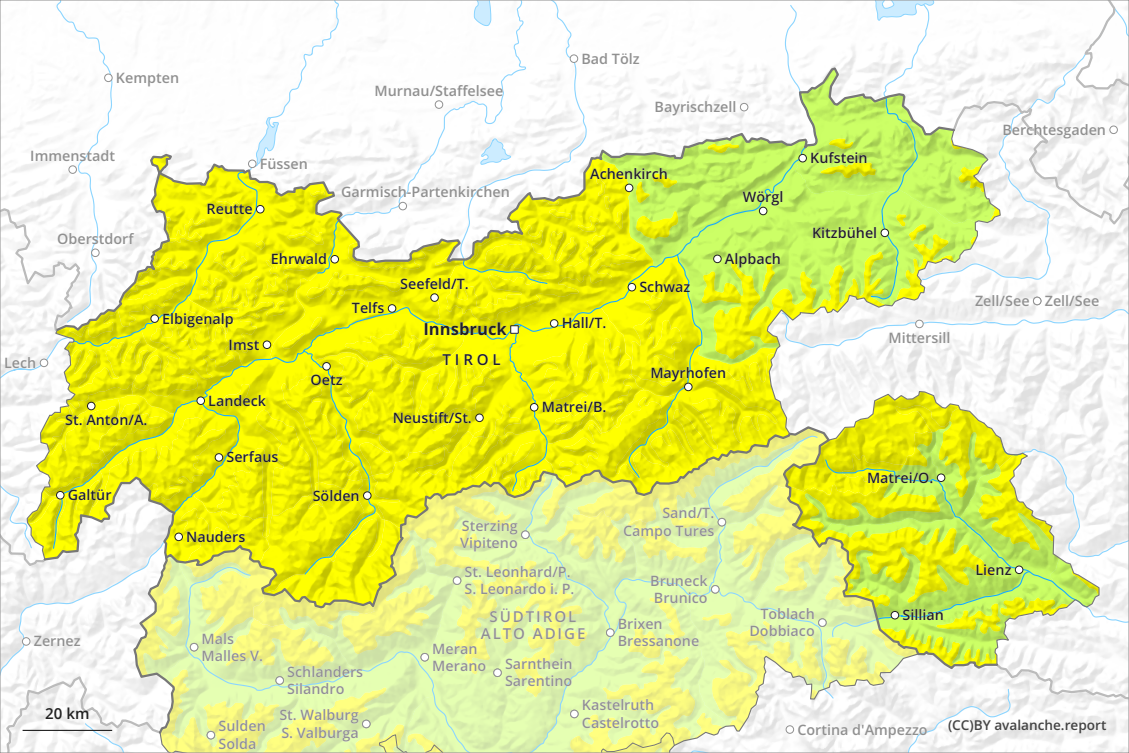 Kempten
Bad Tölz
Murnau/Staffelsee
Bayrischzell
Berchtesgaden
Immenstadt
Füssen
Kufstein
Achenkirch
Garmisch-Partenkirchen
Wörgl
Reutte
Kitzbühel
Oberstdorf
Ehrwald
Alpbach
Seefeld/T.
Schwaz
Zell/See
Zell/See
Telfs
Elbigenalp
Innsbruck
Hall/T.
Mittersill
Imst
TIROL
Lech
Oetz
Mayrhofen
Landeck
St. Anton/A.
Neustift/St.
Matrei/B.
Serfaus
Matrei/O.
Galtür
Sölden
Sand/T.
Campo Tures
Sterzing
Vipiteno
Nauders
Lienz
St. Leonhard/P.
S. Leonardo i. P.
Bruneck
Brunico
Sillian
SÜDTIROL
ALTO ADIGE
Toblach
Dobbiaco
Brixen
Bressanone
Zernez
Mals
Malles V.
Meran
Merano
Sarnthein
Sarentino
Schlanders
Silandro
20 km
St. Walburg
S. Valburga
Kastelruth
Castelrotto
Sulden
Solda
Cortina d'Ampezzo
(CC)BY avalanche.report